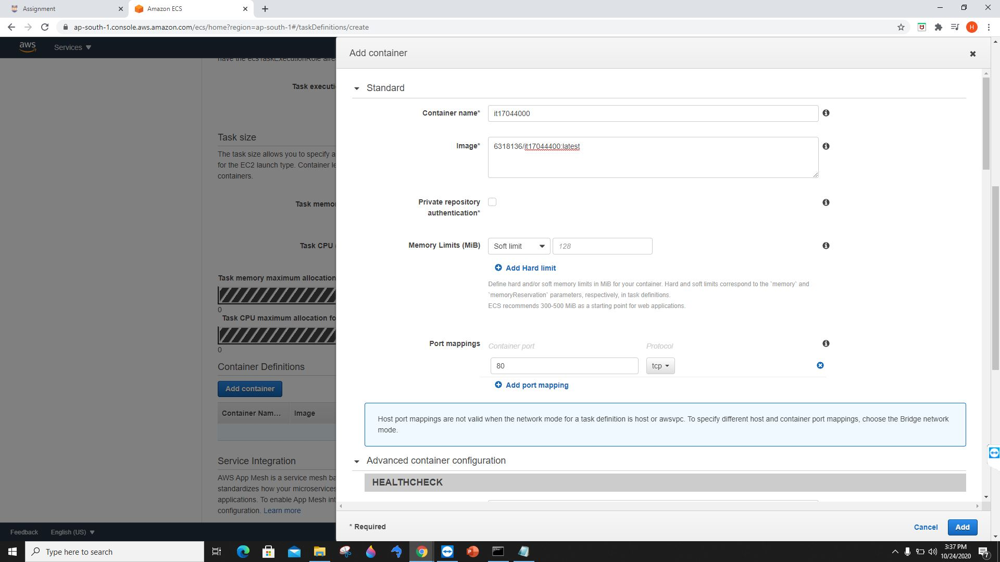 Assignment
Amazon ECS
ap-south-1.console.aws.amazon.com/ecs/home?region=ap-south-1#/taskDefinitions/create
H
aws
Services
Add container
Task executi
Task size
The task size allows you to specify a
for the EC2 launch type. Container le
containers.
Task memo
Task CPU
Task memory maximum allocation
0
Task CPU maximum allocation fo
0
Container Definitions
Add container
Container Nam...
Image
Service Integration
AWS App Mesh is a service mesh ba
standardizes how your microservices
applications. To enable App Mesh int
configuration. Learn more
Standard
Container name*
it17044000
Image*
6318136/it17044400:latest
Private repository
authentication*
Memory Limits (MiB)
Soft limit
128
Add Hard limit
Define hard and/or soft memory limits in MiB for your container. Hard and soft limits correspond to the `memory` and
`memoryReservation` parameters, respectively, in task definitions.
ECS recommends 300-500 MiB as a starting point for web applications.
Port mappings
Container port
Protocol
80
tcp
Add port mapping
Host port mappings are not valid when the network mode for a task definition is host or awsvpc. To specify different host and container port mappings, choose the Bridge network
mode.
Advanced container configuration
HEALTHCHECK
* Required
Cancel
Add
Feedback
English (US)
Type here to search
3:37 PM
10/24/2020
7